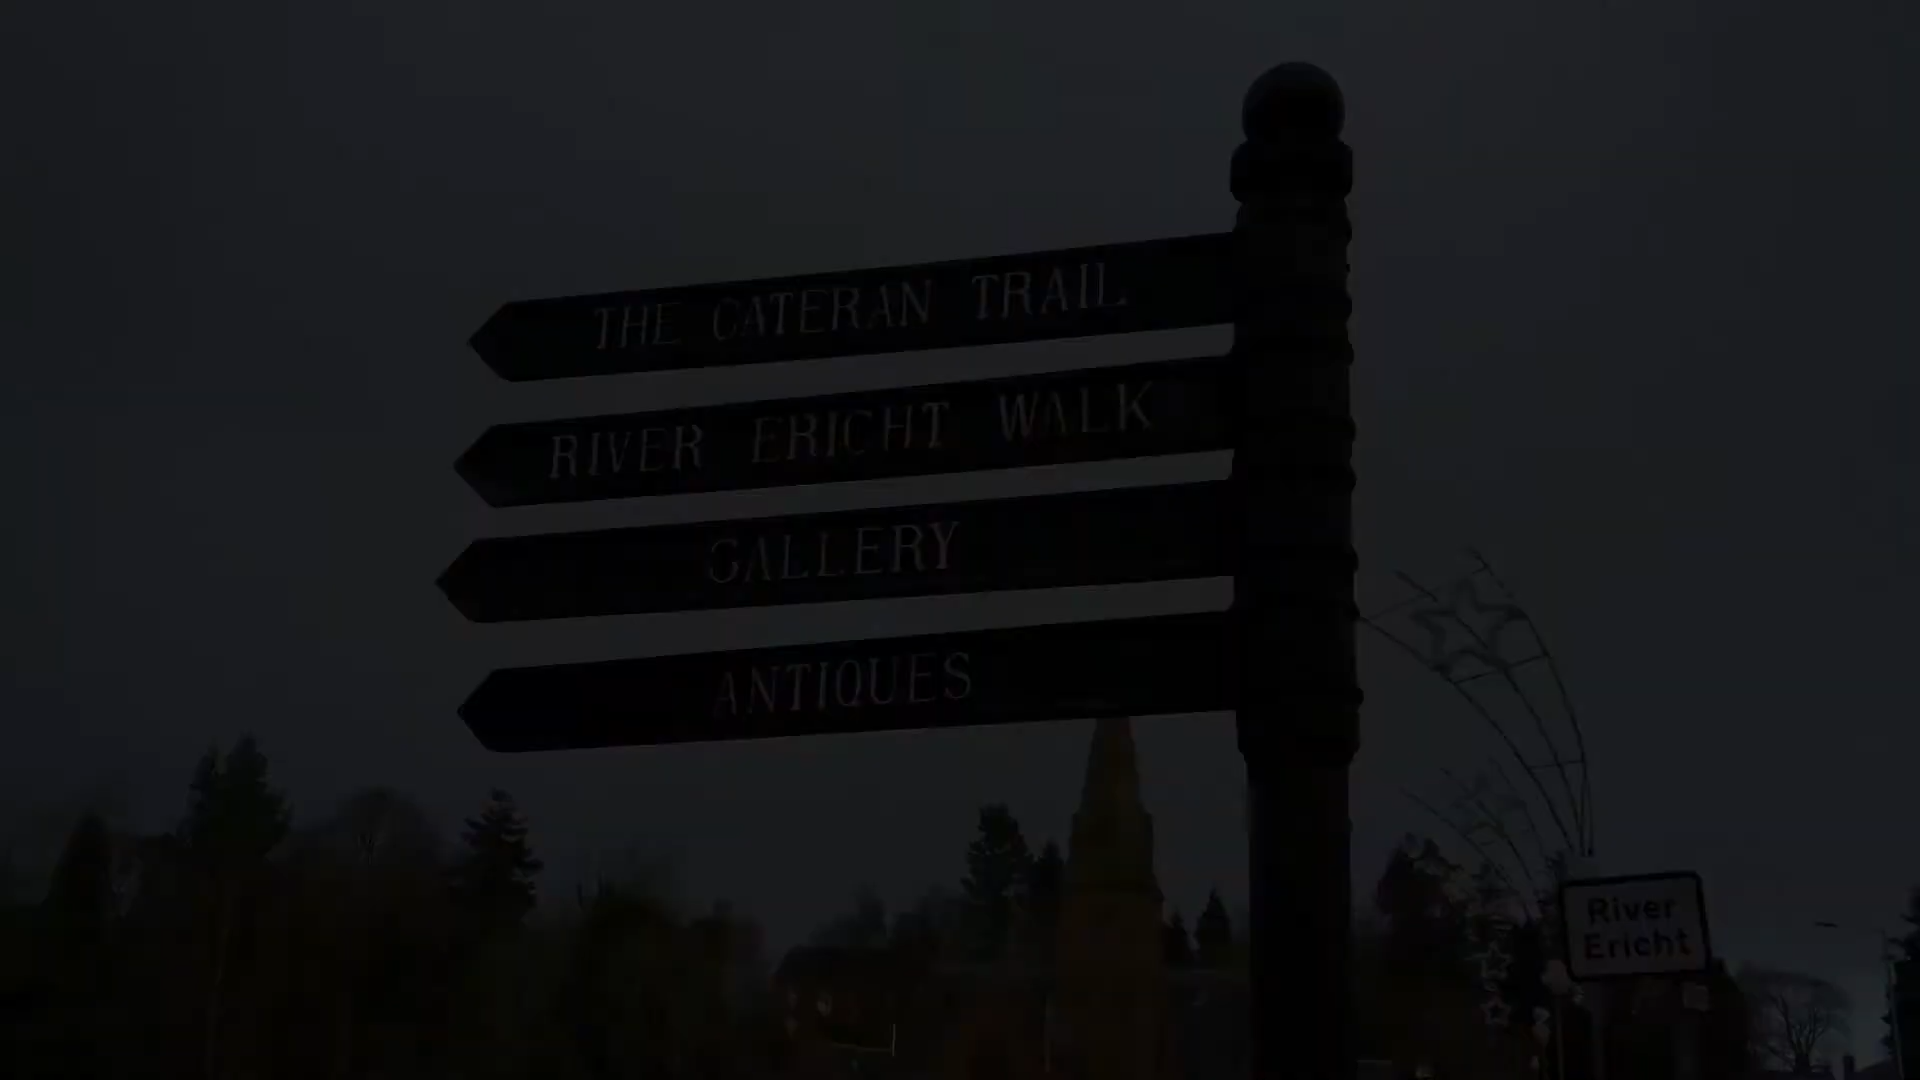 THE CATERAN TRAIL
RIVER ERICHT WALK
GALLERY
ANTIQUES
River
Ericht